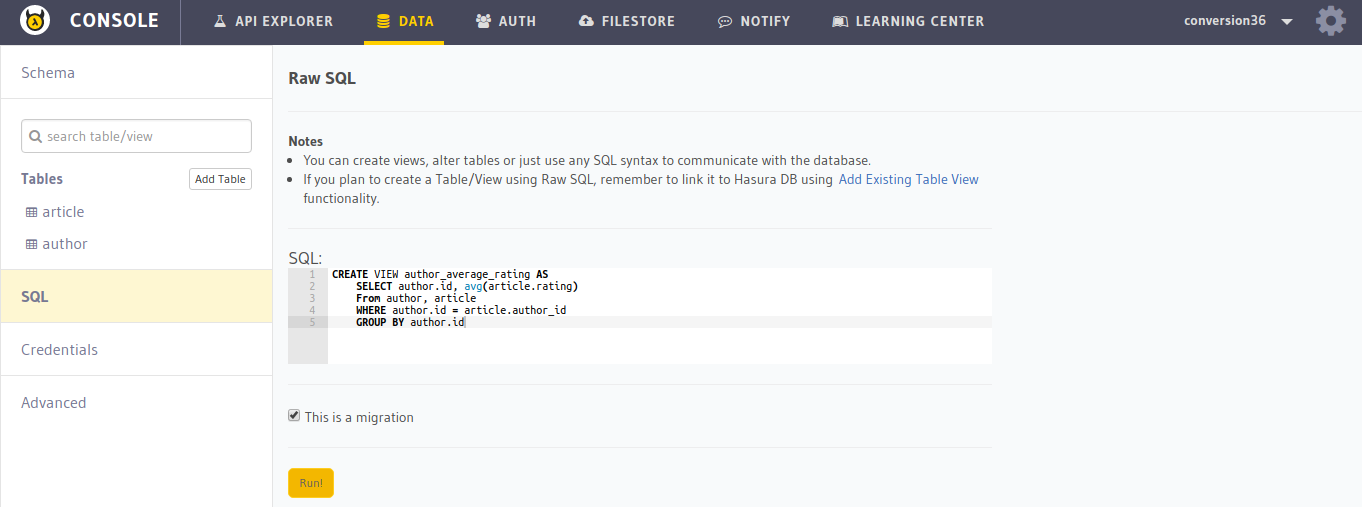 CONSOLE
API EXPLORER
DATA
AUTH
FILESTORE
NOTIFY
LEARNING CENTER
conversion36
Schema
search table/view
Tables
Add Table
article
author
SQL
Credentials
Advanced
Raw SQL
Notes
You can create views, alter tables or just use any SQL syntax to communicate with the database.
If you plan to create a Table/View using Raw SQL, remember to link it to Hasura DB using Add Existing Table View
functionality.
SQL:
1 CREATE VIEW author_average_rating AS
2 SELECT author.id, avg(article.rating)
3 From author, article
4 WHERE author.id = article.author_id
5 GROUP BY author.id
This is a migration
Run!